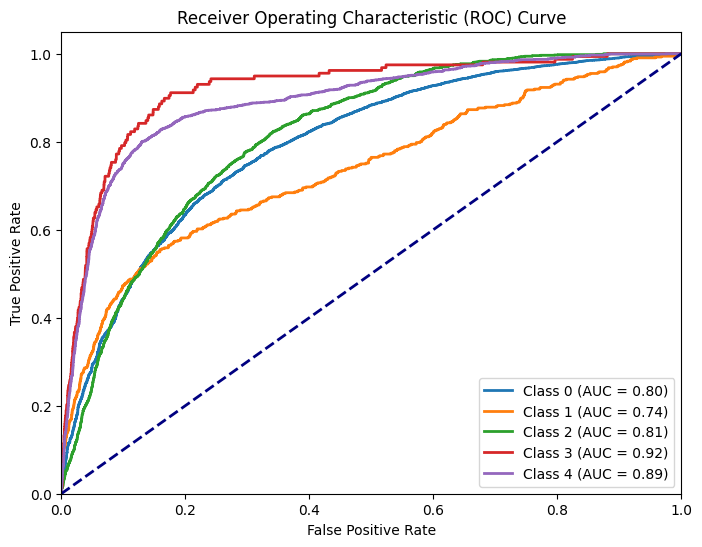 Receiver Operating Characteristic (ROC) Curve
True Positive Rate
1.0
0.8
0.6
0.4
0.2
0.0
Class 0 (AUC = 0.80)
Class 1 (AUC = 0.74)
Class 2 (AUC = 0.81)
Class 3 (AUC = 0.92)
Class 4 (AUC = 0.89)
0.0 0.2 0.4 0.6 0.8 1.0
False Positive Rate